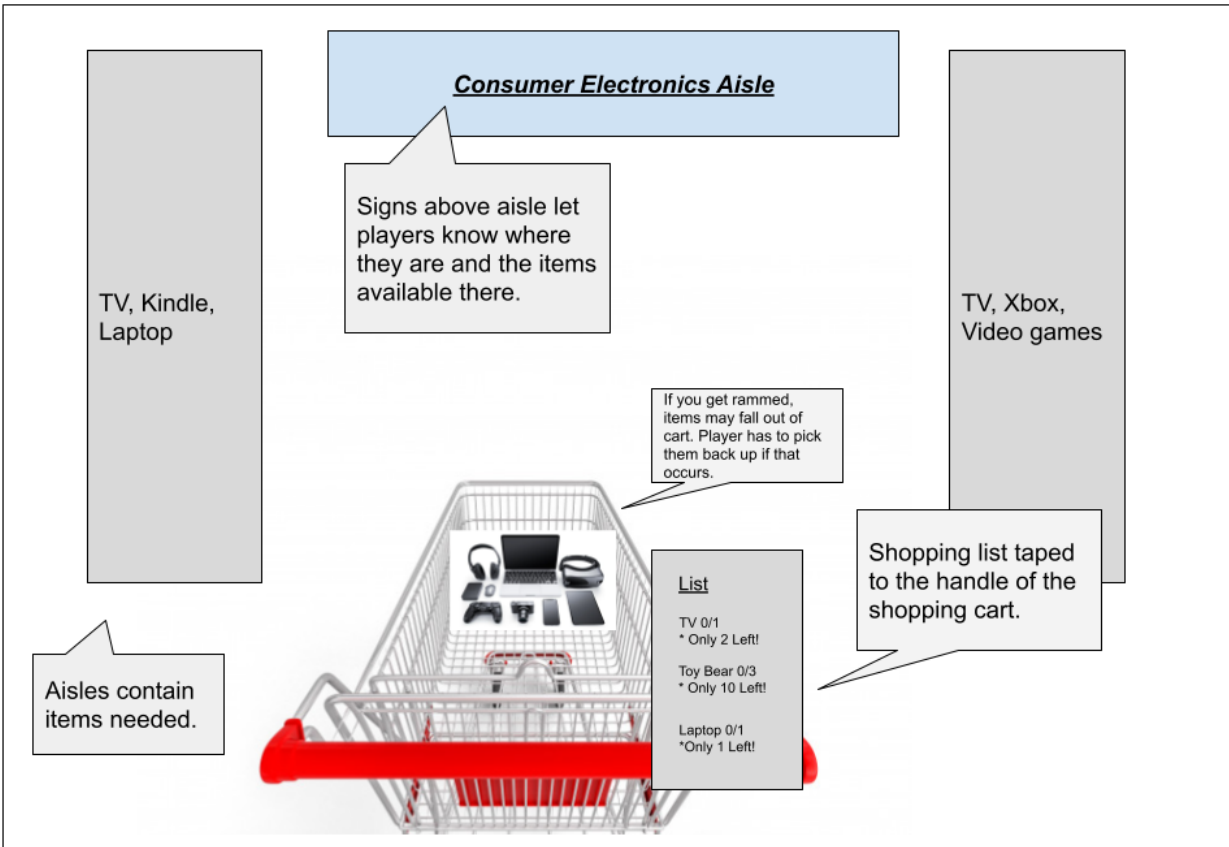 Consumer Electronics Aisle
Signs above aisle let
players know where
they are and the items
available there.
TV, Kindle,
Laptop
TV, Xbox,
Video games
If you get rammed,
items may fall out of
cart. Player has to pick
them back up if that
occurs.
Shopping list taped
to the handle of the
shopping cart.
List
TV 0/1
* Only 2 Left!
Toy Bear 0/3
* Only 10 Left!
Laptop 0/1
*Only 1 Left!
Aisles contain
items needed.